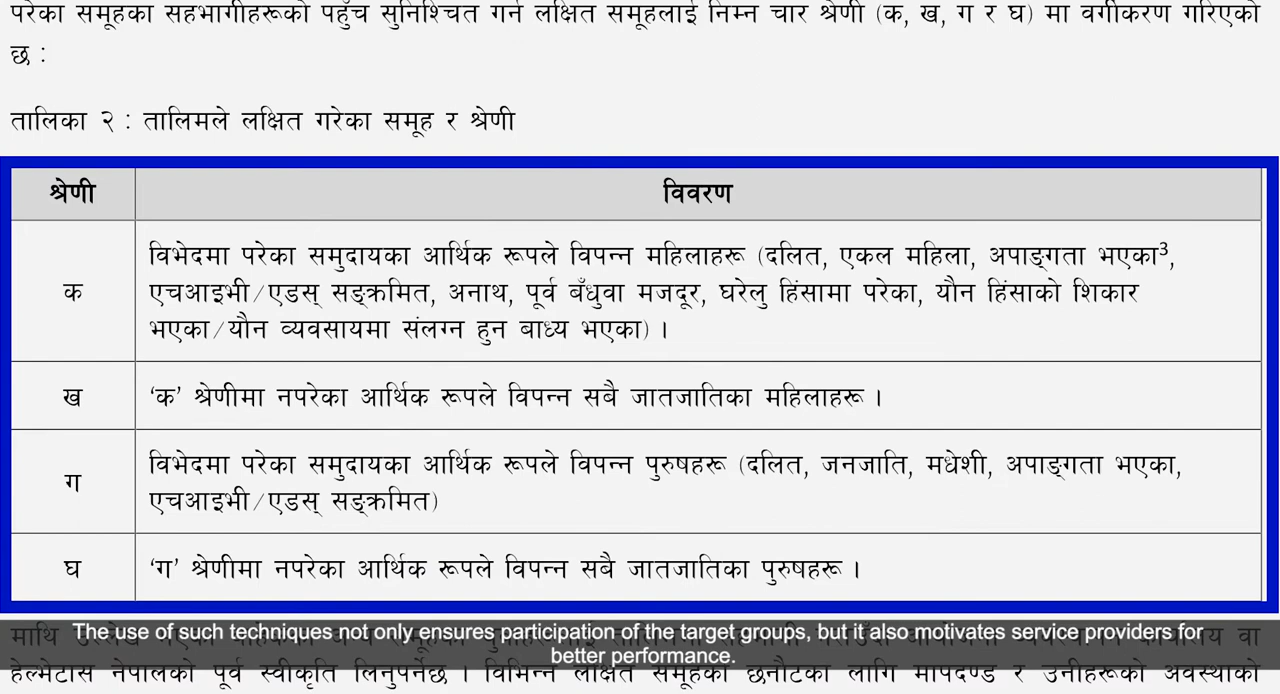 परेका समूहका सहभागीहरूको पहुँच सुनिश्चित गर्न लक्षित समूहलाई निम्न चार श्रेणी (क, ख, ग र घ) मा वर्गीकरण गरिएको
छ :
तालिका २ : तालिमले लक्षित गरेका समूह र श्रेणी
श्रेणी विवरण
क
विभेदमा परेका समुदायका आर्थिक रूपले विपन्न महिलाहरू (दलित, एकल महिला, अपाङ्गता भएका³,
एचआइभी/एडस् सङ्क्रमित, अनाथ, पूर्व बँधुवा मजदूर, घरेलु हिंसामा परेका, यौन हिंसाको शिकार
भएका/यौन व्यवसायमा संलग्न हुन बाध्य भएका) ।
ख ‘क’ श्रेणीमा नपरेका आर्थिक रूपले विपन्न सबै जातजातिका महिलाहरू ।
ग
विभेदमा परेका समुदायका आर्थिक रूपले विपन्न पुरुषहरू (दलित, जनजाति, मधेशी, अपाङ्गता भएका,
एचआइभी/एडस् सङ्क्रमित)
घ ‘ग’ श्रेणीमा नपरेका आर्थिक रूपले विपन्न सबै जातजातिका पुरुषहरू ।
माथि
The use of such techniques not only ensures participation of the target groups, but it also motivates service providers for
better performance.
हेल्भेटास नेपालको पूर्व स्वीकृति लिनुपर्नेछ । विभिन्न लक्षित समूहका छनौटका लागि मापदण्ड र उनीहरूको अवस्थाको